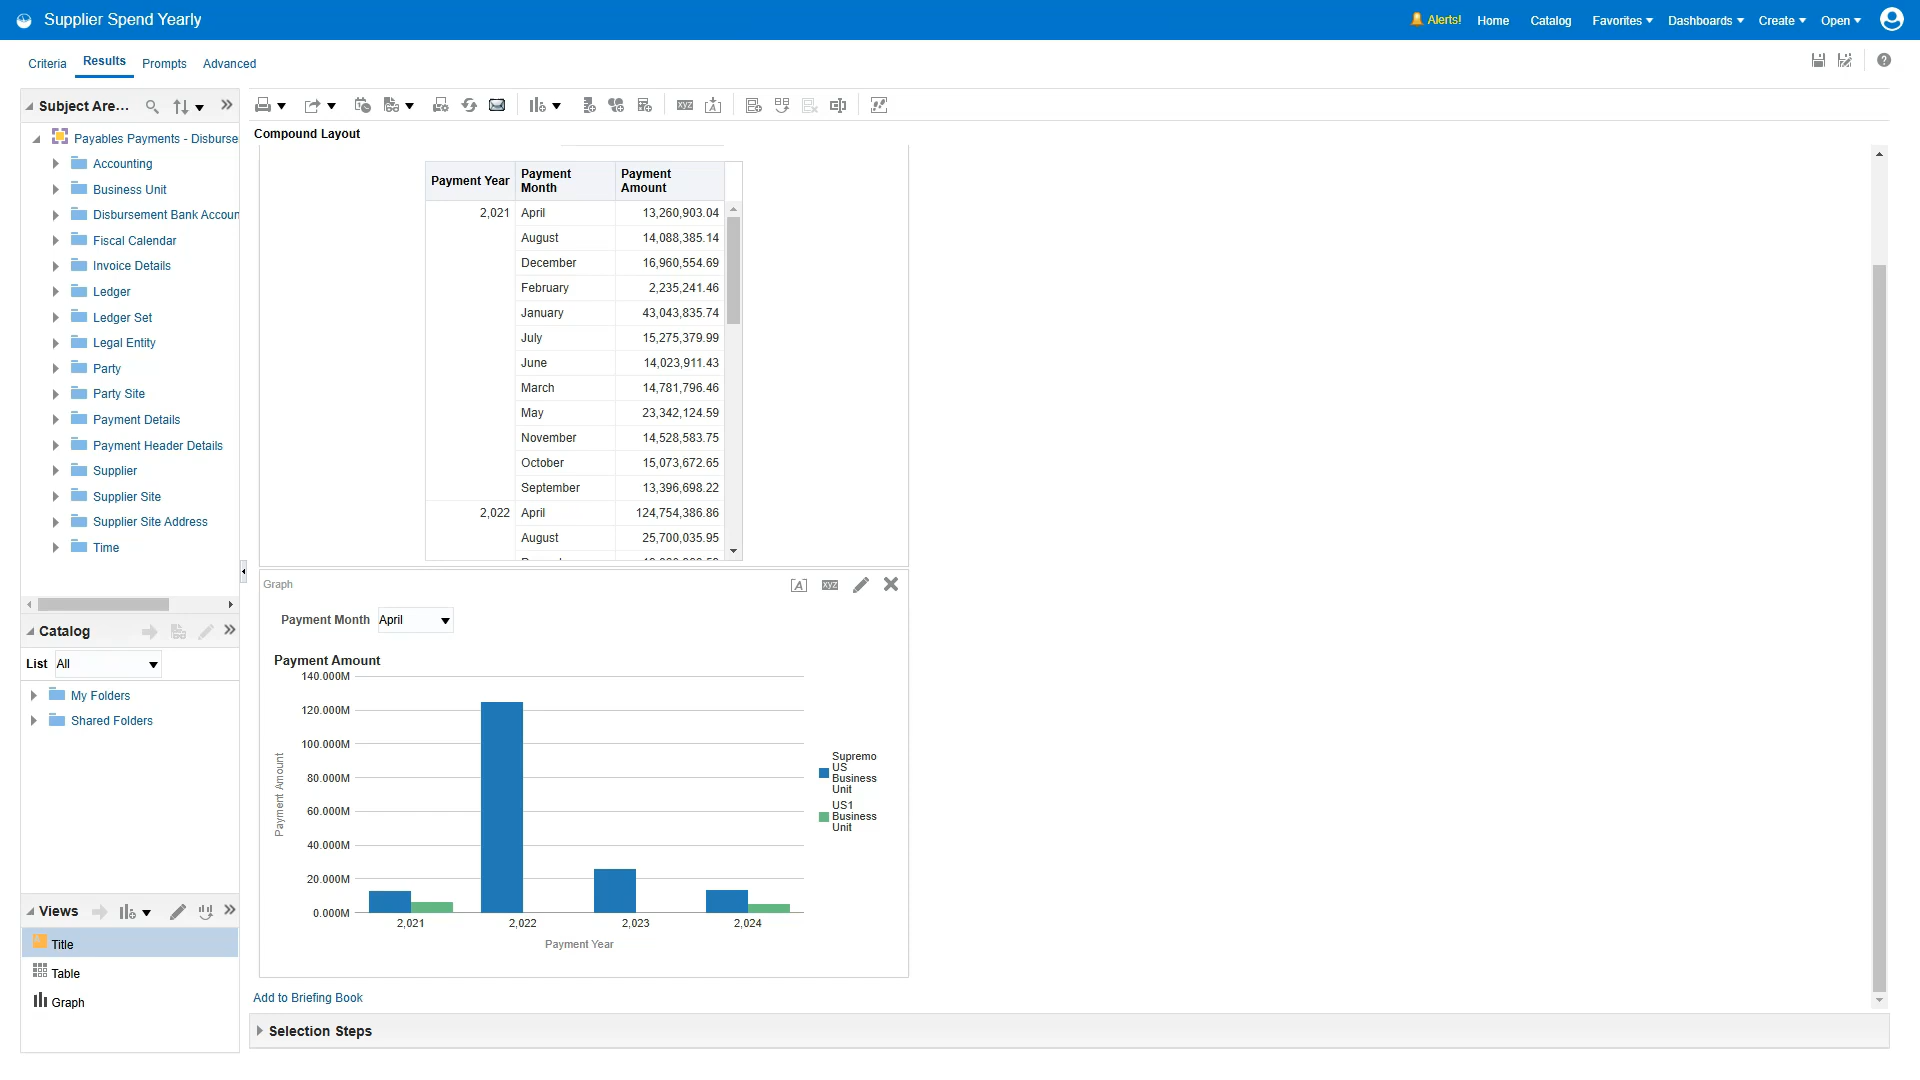 Supplier Spend Yearly
Alerts!
Home
Catalog
Favorites
Dashboards
Create
Open
Criteria
Results
Prompts
Advanced
Subject Are...
Payables Payments - Disburse
Accounting
Business Unit
Disbursement Bank Accoun
Fiscal Calendar
Invoice Details
Ledger
Ledger Set
Legal Entity
Party
Party Site
Payment Details
Payment Header Details
Supplier
Supplier Site
Supplier Site Address
Time
Catalog
List All
My Folders
Shared Folders
Views
Title
Table
Graph
Compound Layout
Payment Year Payment Month Payment Amount
2,021 April 13,260,903.04
August 14,088,385.14
December 16,960,554.69
February 2,235,241.46
January 43,043,835.74
July 15,275,379.99
June 14,023,911.43
March 14,781,796.46
May 23,342,124.59
November 14,528,583.75
October 15,073,672.65
September 13,396,698.22
2,022 April 124,754,386.86
August 25,700,035.95
Graph
Payment Month April
Payment Amount
140.000M
120.000M
100.000M
80.000M
60.000M
40.000M
20.000M
0.000M
Payment Amount
2,021 2,022 2,023 2,024
Payment Year
Supremo
US
Business
Unit
US1
Business
Unit
Add to Briefing Book
Selection Steps